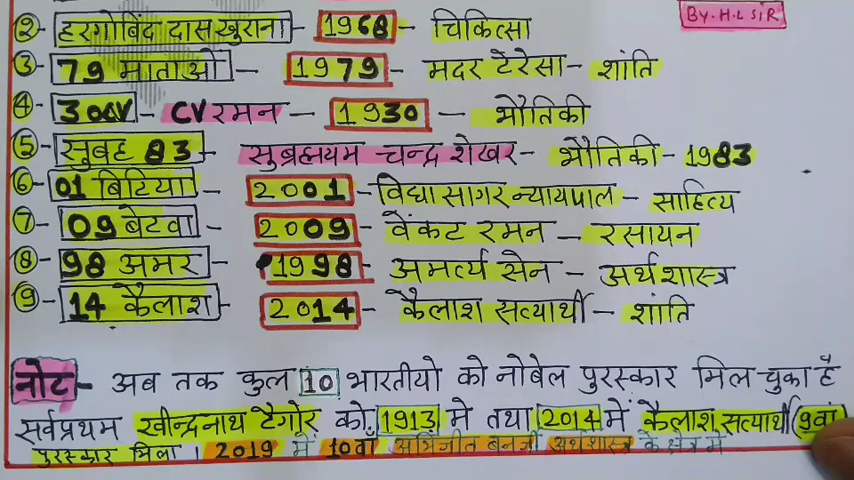 BY. H.L SIR
② हरगोबिंद दास खुराना - 1968 - चिकित्सा
③ 79 माताओ - 1979 - मदर टेरेसा - शांति
④ 30 CV - CV रमन - 1930 - भौतिकी
⑤ सुबह 83 - सुब्रह्मयम चन्द्र शेखर - भौतिकी - 1983
⑥ 01 बिटिया - 2001 - विद्यासागर न्यायपाल - साहित्य
⑦ 09 बेटवा - 2009 - वेंकट रमन - रसायन
⑧ 98 अमर - 1998 - अमर्त्य सेन - अर्थशास्त्र
⑨ 14 कैलाश - 2014 - कैलाश सत्यार्थी - शांति
नोट - अब तक कुल 10 भारतीयो को नोबेल पुरस्कार मिल चुका है
सर्वप्रथम रवीन्द्रनाथ टैगोर को 1913 मे तथा 2014 में कैलाश सत्यार्थी (9वां)
पुरस्कार मिला । 2019 में 10वाँ अभिजीत बनर्जी अर्थशास्त्र के क्षेत्र में